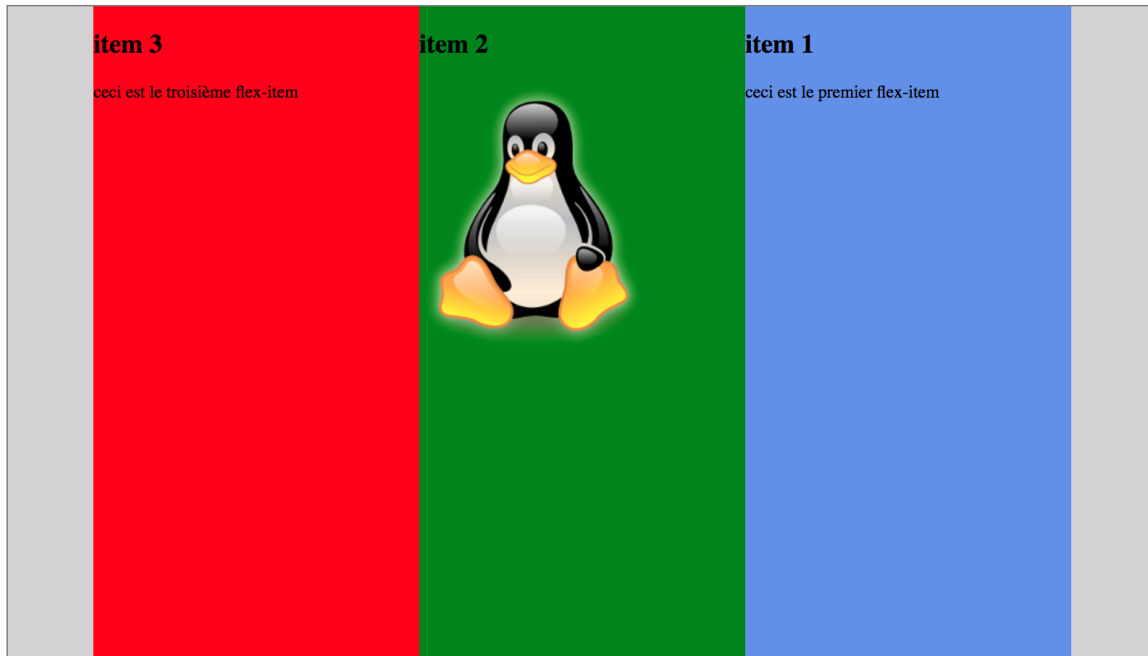 item 3
ceci est le troisième flex-item
item 2
item 1
ceci est le premier flex-item